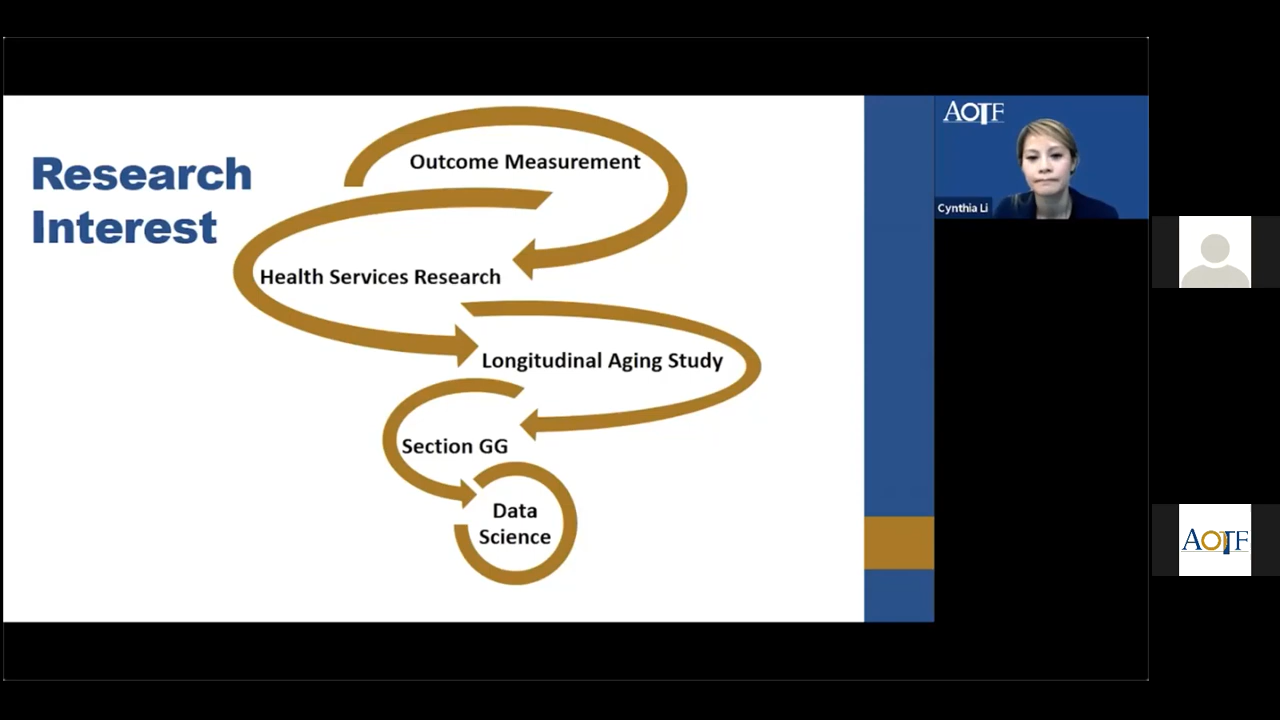 Research
Interest
Outcome Measurement
Health Services Research
Longitudinal Aging Study
Section GG
Data
Science
AOTF
Cynthia Li
AOTF